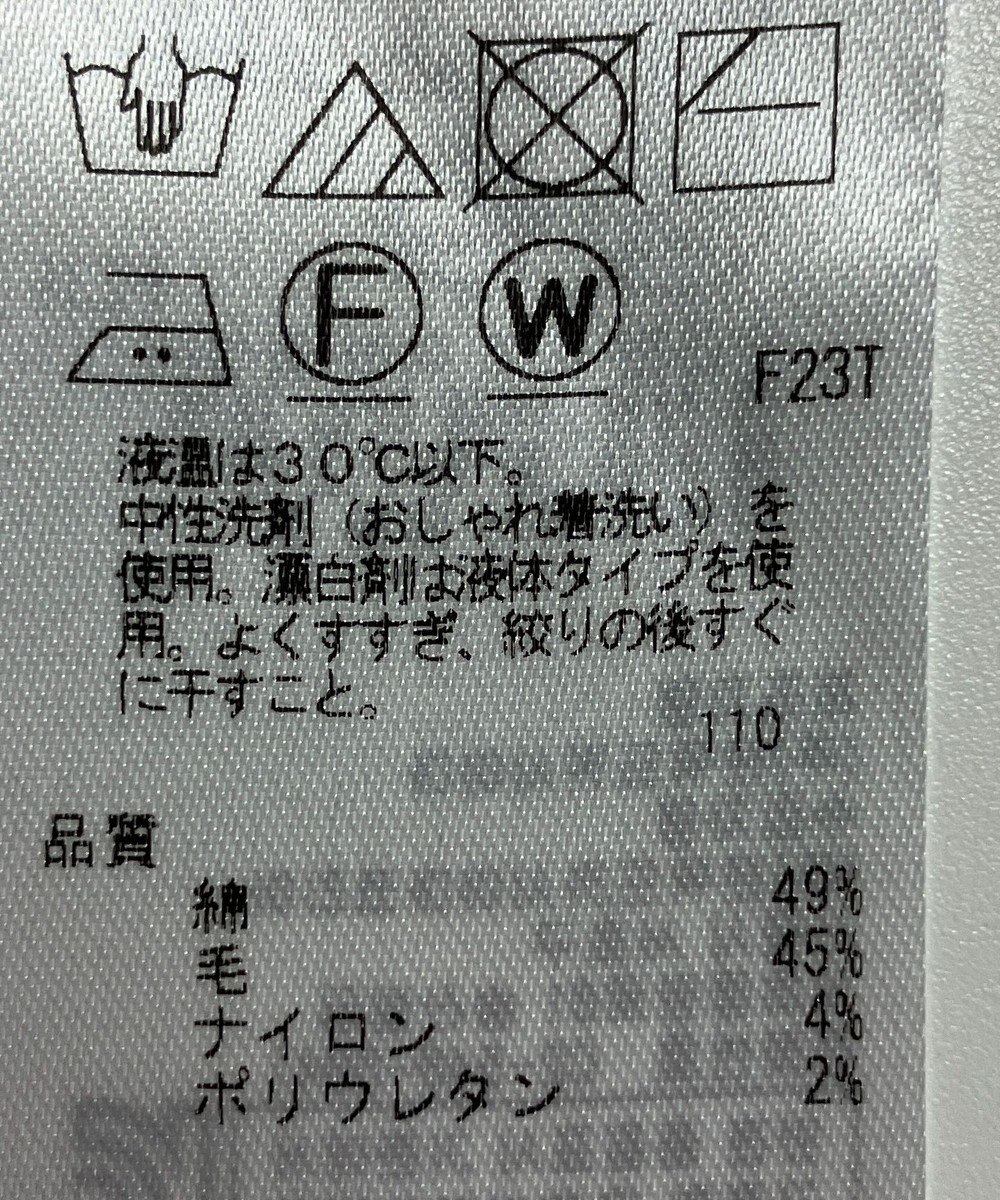 F
W
F23T
液温は30℃以下。
中性洗剤（おしゃれ着洗い）を
使用。漂白剤は液体タイプを使
用。よくすすぎ、絞りの後すぐ
に干すこと。
110
品質
綿 49%
毛 45%
ナイロン 4%
ポリウレタン 2%